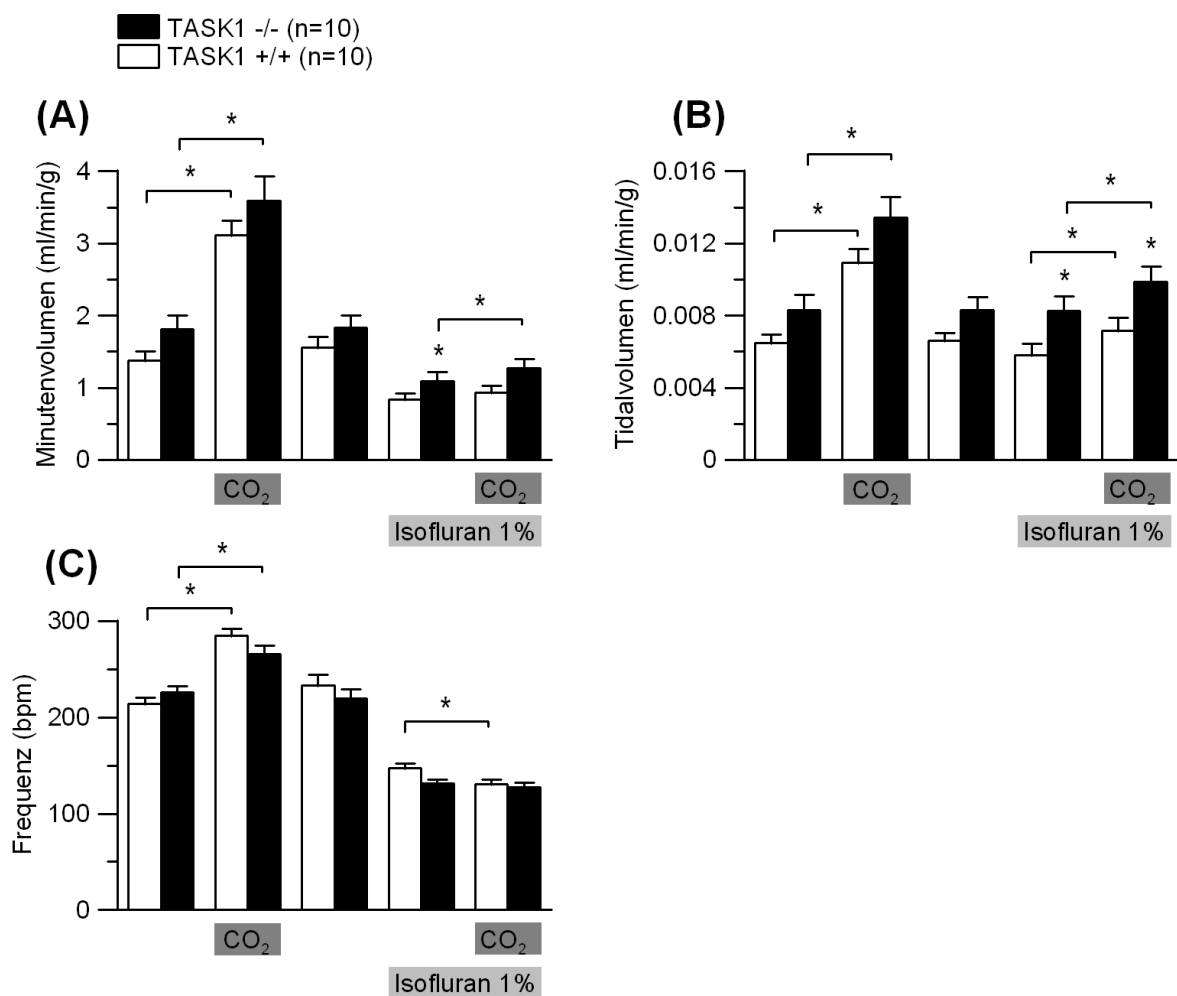 TASK1 -/- (n=10)
TASK1 +/+ (n=10)
(A)
Minutenvolumen (ml/min/g)
4
3
2
1
0
*
*
*
*
CO₂
CO₂
Isofluran 1%
(B)
Tidalvolumen (ml/min/g)
0.016
0.012
0.008
0.004
0
*
*
*
*
*
*
CO₂
CO₂
Isofluran 1%
(C)
Frequenz (bpm)
300
200
100
0
*
*
*
CO₂
CO₂
Isofluran 1%